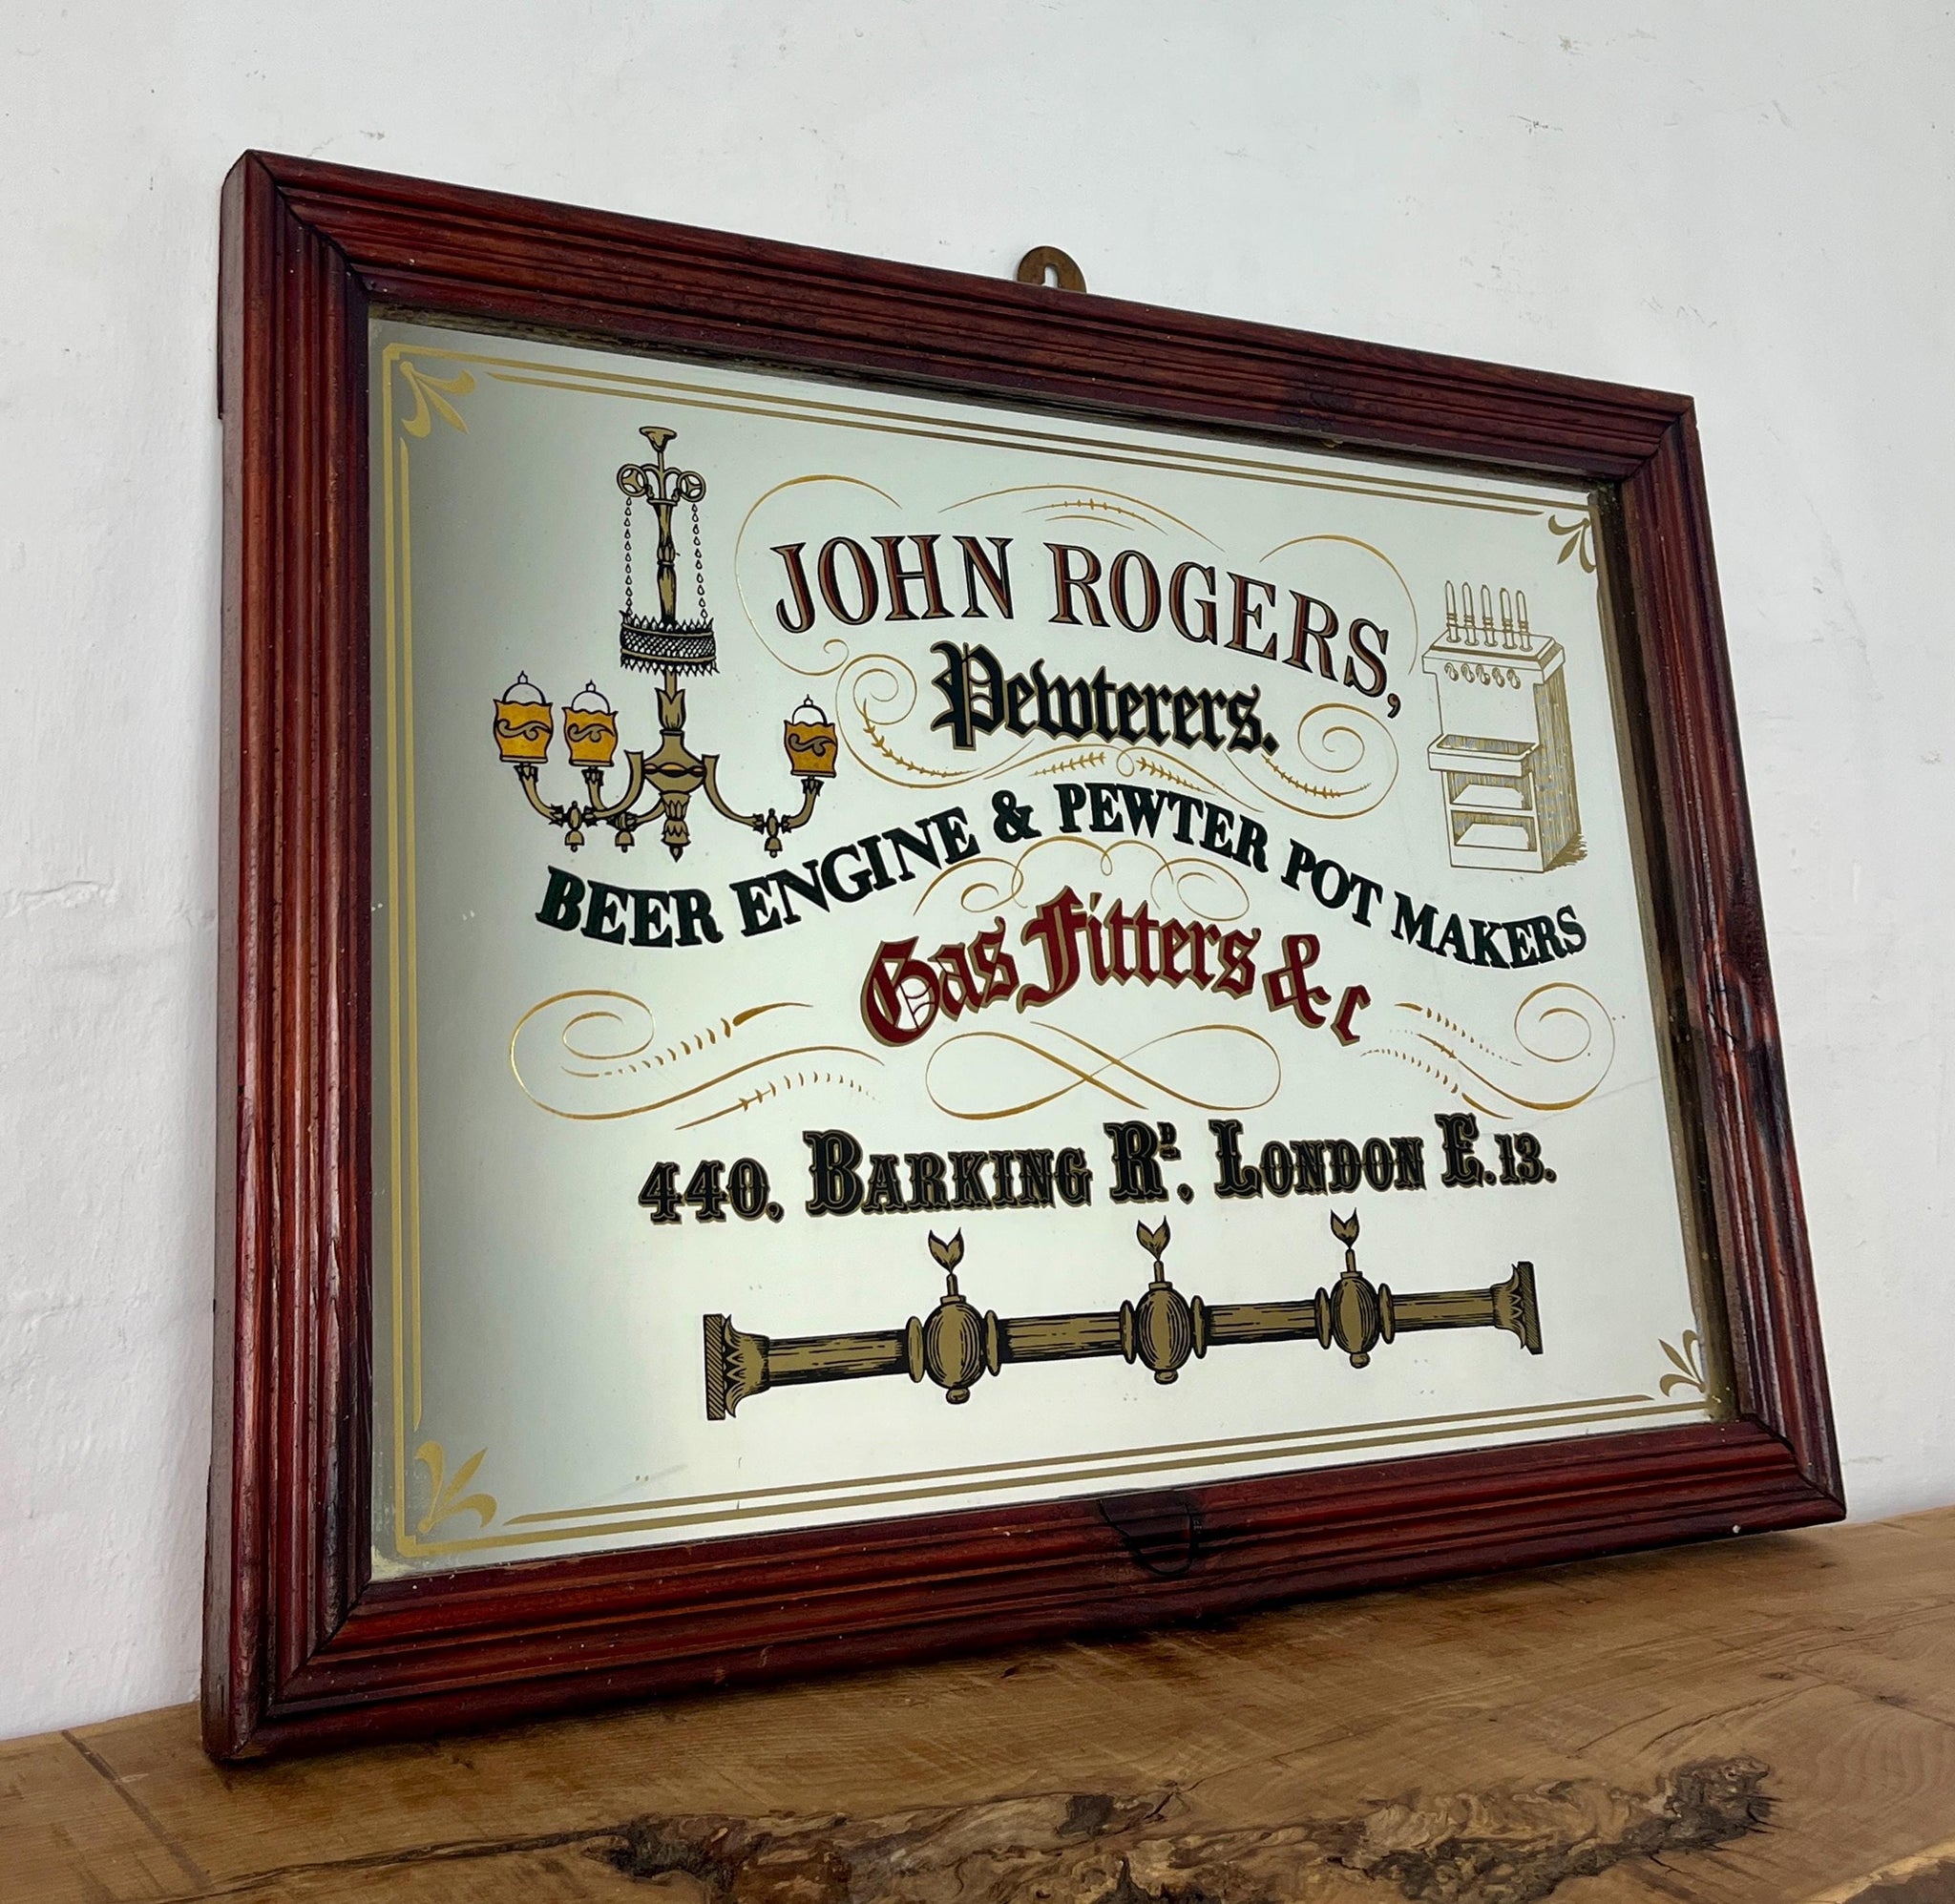 JOHN ROGERS,
Pewterers.
BEER ENGINE & PEWTER POT MAKERS
Gas Fitters & c
440, BARKING RD. LONDON E.13.